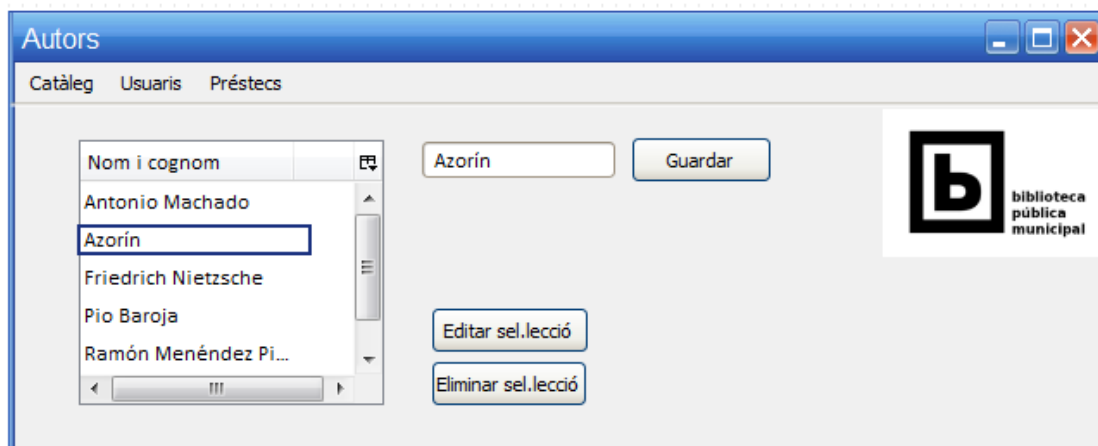 Autors
Catàleg Usuaris Préstecs
Nom i cognom
Antonio Machado
Azorín
Friedrich Nietzsche
Pio Baroja
Ramón Menéndez Pi...
Azorín
Guardar
Editar sel.lecció
Eliminar sel.lecció
b
biblioteca
pública
municipal